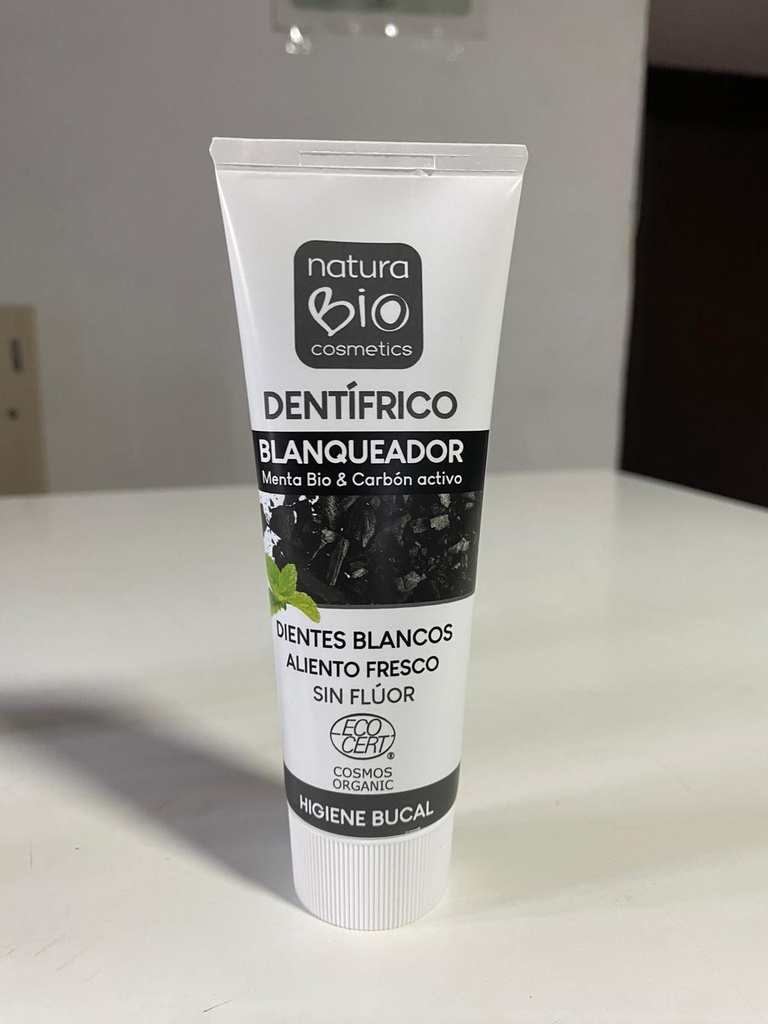 natura
Bio
cosmetics
DENTÍFRICO
BLANQUEADOR
Menta Bio & Carbón activo
DIENTES BLANCOS
ALIENTO FRESCO
SIN FLÚOR
ECO
CERT®
COSMOS
ORGANIC
HIGIENE BUCAL